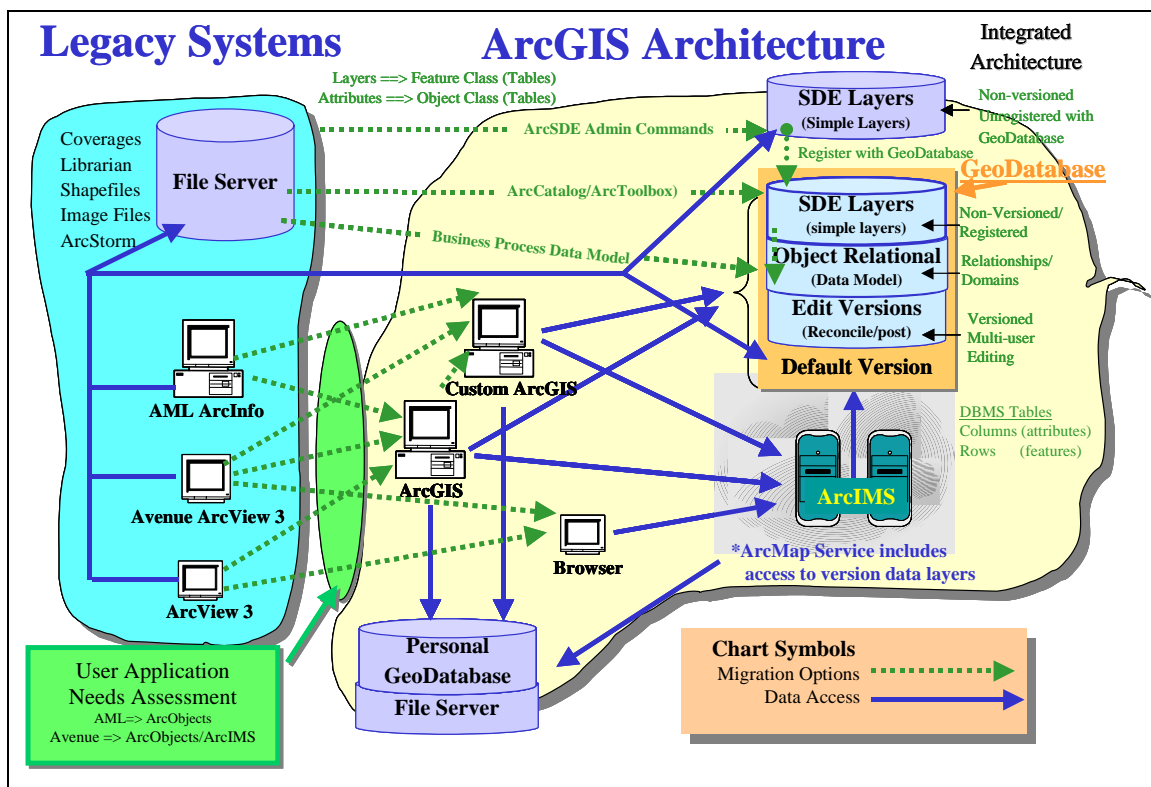 Legacy Systems
ArcGIS Architecture
Integrated
Architecture
Layers ==> Feature Class (Tables)
Attributes ==> Object Class (Tables)
Coverages
Librarian
Shapefiles
Image Files
ArcStorm
File Server
ArcSDE Admin Commands
SDE Layers
(Simple Layers)
Non-versioned
Unregistered with
GeoDatabase
Register with GeoDatabase
GeoDatabase
ArcCatalog/ArcToolbox)
SDE Layers
(simple layers)
Non-Versioned/
Registered
Business Process Data Model
Object Relational
(Data Model)
Relationships/
Domains
Edit Versions
(Reconcile/post)
Versioned
Multi-user
Editing
Default Version
AML ArcInfo
Custom ArcGIS
DBMS Tables
Columns (attributes)
Rows (features)
ArcGIS
ArcIMS
Avenue ArcView 3
Browser
*ArcMap Service includes
access to version data layers
ArcView 3
Personal
GeoDatabase
File Server
User Application
Needs Assessment
AML=> ArcObjects
Avenue => ArcObjects/ArcIMS
Chart Symbols
Migration Options
Data Access